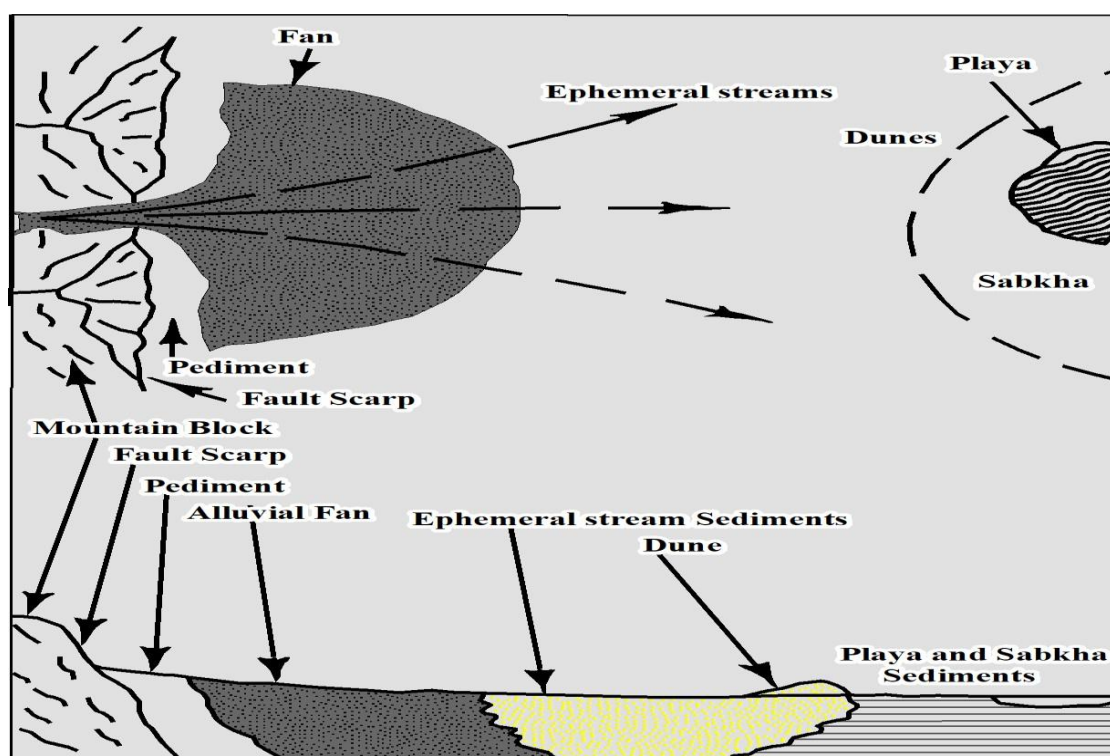 Fan
Playa
Ephemeral streams
Dunes
Sabkha
Pediment
Fault Scarp
Mountain Block
Fault Scarp
Pediment
Alluvial Fan
Ephemeral stream Sediments
Dune
Playa and Sabkha
Sediments